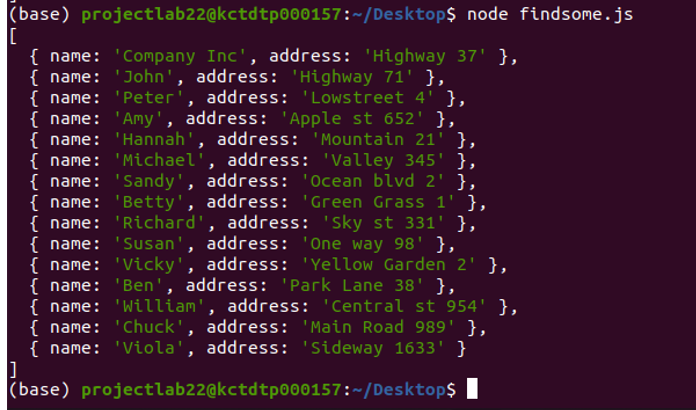 (base) projectlab22@kctdtp000157:~/Desktop$ node findsome.js
[
  { name: 'Company Inc', address: 'Highway 37' },
  { name: 'John', address: 'Highway 71' },
  { name: 'Peter', address: 'Lowstreet 4' },
  { name: 'Amy', address: 'Apple st 652' },
  { name: 'Hannah', address: 'Mountain 21' },
  { name: 'Michael', address: 'Valley 345' },
  { name: 'Sandy', address: 'Ocean blvd 2' },
  { name: 'Betty', address: 'Green Grass 1' },
  { name: 'Richard', address: 'Sky st 331' },
  { name: 'Susan', address: 'One way 98' },
  { name: 'Vicky', address: 'Yellow Garden 2' },
  { name: 'Ben', address: 'Park Lane 38' },
  { name: 'William', address: 'Central st 954' },
  { name: 'Chuck', address: 'Main Road 989' },
  { name: 'Viola', address: 'Sideway 1633' }
]
(base) projectlab22@kctdtp000157:~/Desktop$